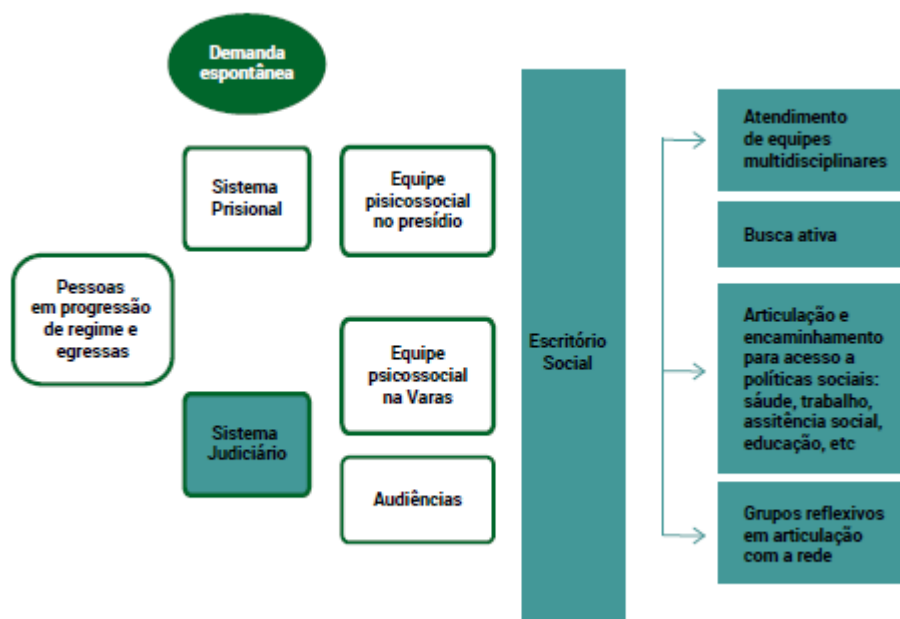 Demanda
espontânea
Sistema
Prisional
Equipe
pisicossocial
no presídio
Pessoas
em progressão
de regime e
egressas
Equipe
psicossocial
na Varas
Sistema
Judiciário
Audiências
Escritório
Social
Atendimento
de equipes
multidisciplinares
Busca ativa
Articulação e
encaminhamento
para acesso a
políticas sociais:
sáude, trabalho,
assitência social,
educação, etc
Grupos reflexivos
em articulação
com a rede